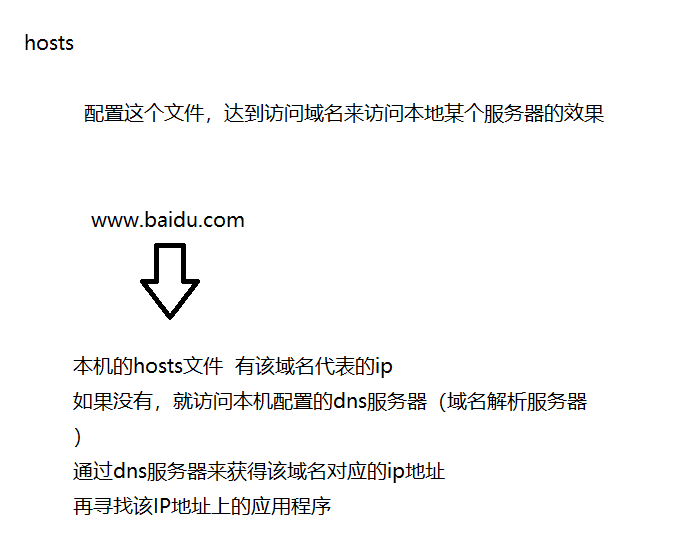 hosts
配置这个文件，达到访问域名来访问本地某个服务器的效果
www.baidu.com
本机的hosts文件  有该域名代表的ip
如果没有，就访问本机配置的dns服务器（域名解析服务器
）
通过dns服务器来获得该域名对应的ip地址
再寻找该IP地址上的应用程序